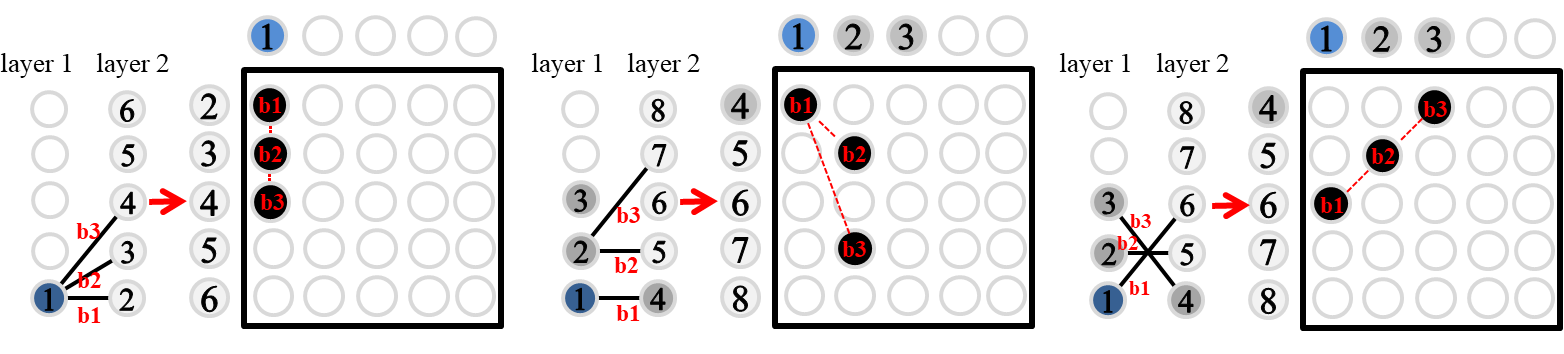 1
layer 1 layer 2
6 2 b1
5 3 b2
4 4 b3
b3
3 5
b2
1 2 6
b1
1 2 3
layer 1 layer 2
8 4 b1
7 5 b2
3 6 6
b3
2 5 7 b3
b2
1 4 8
b1
1 2 3
layer 1 layer 2
8 4 b3
7 5 b2
3 6 6 b1
b3
2 b2 5 7
b1
1 4 8